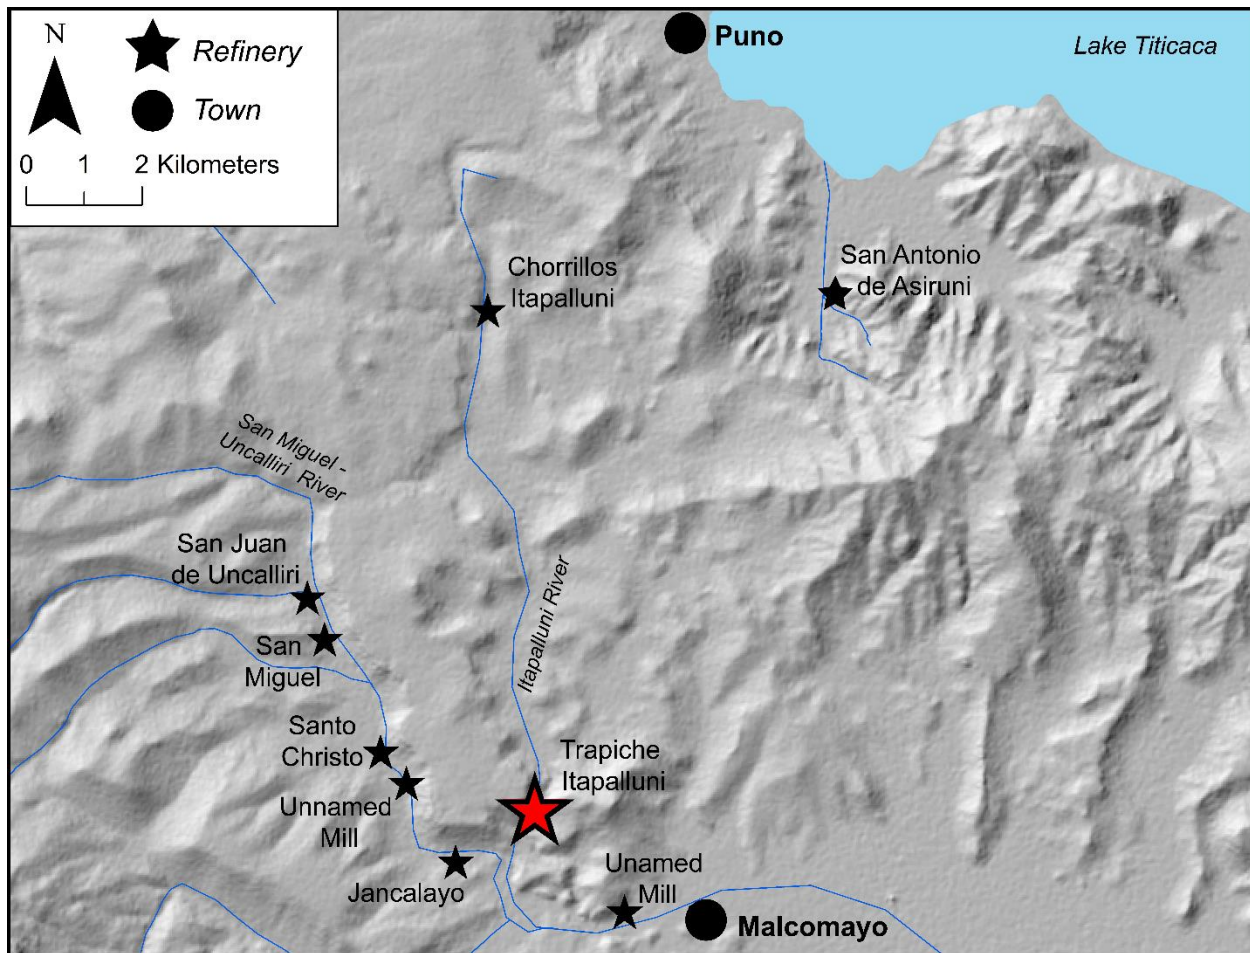 N
Refinery
Town
0 1 2 Kilometers
Puno
Lake Titicaca
Chorrillos
Itapalluni
San Antonio
de Asiruni
San Miguel -
Uncalliri River
San Juan
de Uncalliri
San
Miguel
Itapalluni River
Santo
Christo
Unnamed
Mill
Trapiche
Itapalluni
Jancalayo
Unamed
Mill
Malcomayo